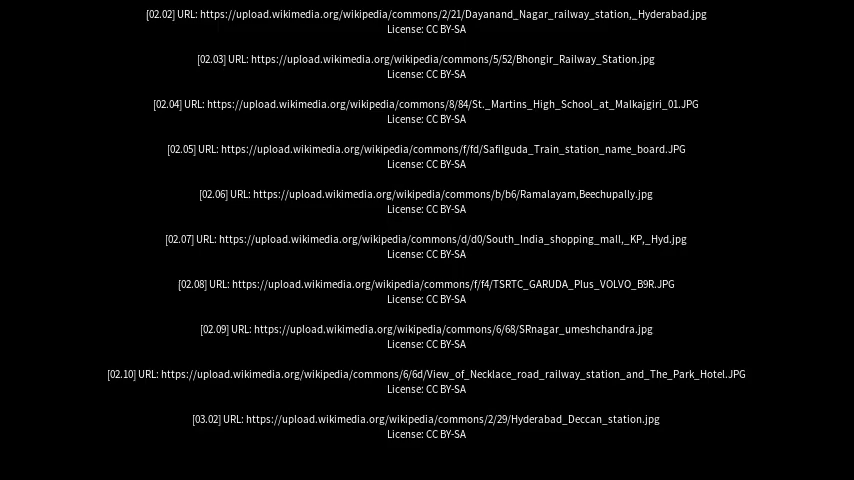 [02.02] URL: https://upload.wikimedia.org/wikipedia/commons/2/21/Dayanand_Nagar_railway_station,_Hyderabad.jpg
License: CC BY-SA
[02.03] URL: https://upload.wikimedia.org/wikipedia/commons/5/52/Bhongir_Railway_Station.jpg
License: CC BY-SA
[02.04] URL: https://upload.wikimedia.org/wikipedia/commons/8/84/St._Martins_High_School_at_Malkajgiri_01.JPG
License: CC BY-SA
[02.05] URL: https://upload.wikimedia.org/wikipedia/commons/f/fd/Safilguda_Train_station_name_board.JPG
License: CC BY-SA
[02.06] URL: https://upload.wikimedia.org/wikipedia/commons/b/b6/Ramalayam,Beechupally.jpg
License: CC BY-SA
[02.07] URL: https://upload.wikimedia.org/wikipedia/commons/d/d0/South_India_shopping_mall,_KP,_Hyd.jpg
License: CC BY-SA
[02.08] URL: https://upload.wikimedia.org/wikipedia/commons/f/f4/TSRTC_GARUDA_Plus_VOLVO_B9R.JPG
License: CC BY-SA
[02.09] URL: https://upload.wikimedia.org/wikipedia/commons/6/68/SRnagar_umeshchandra.jpg
License: CC BY-SA
[02.10] URL: https://upload.wikimedia.org/wikipedia/commons/6/6d/View_of_Necklace_road_railway_station_and_The_Park_Hotel.JPG
License: CC BY-SA
[03.02] URL: https://upload.wikimedia.org/wikipedia/commons/2/29/Hyderabad_Deccan_station.jpg
License: CC BY-SA